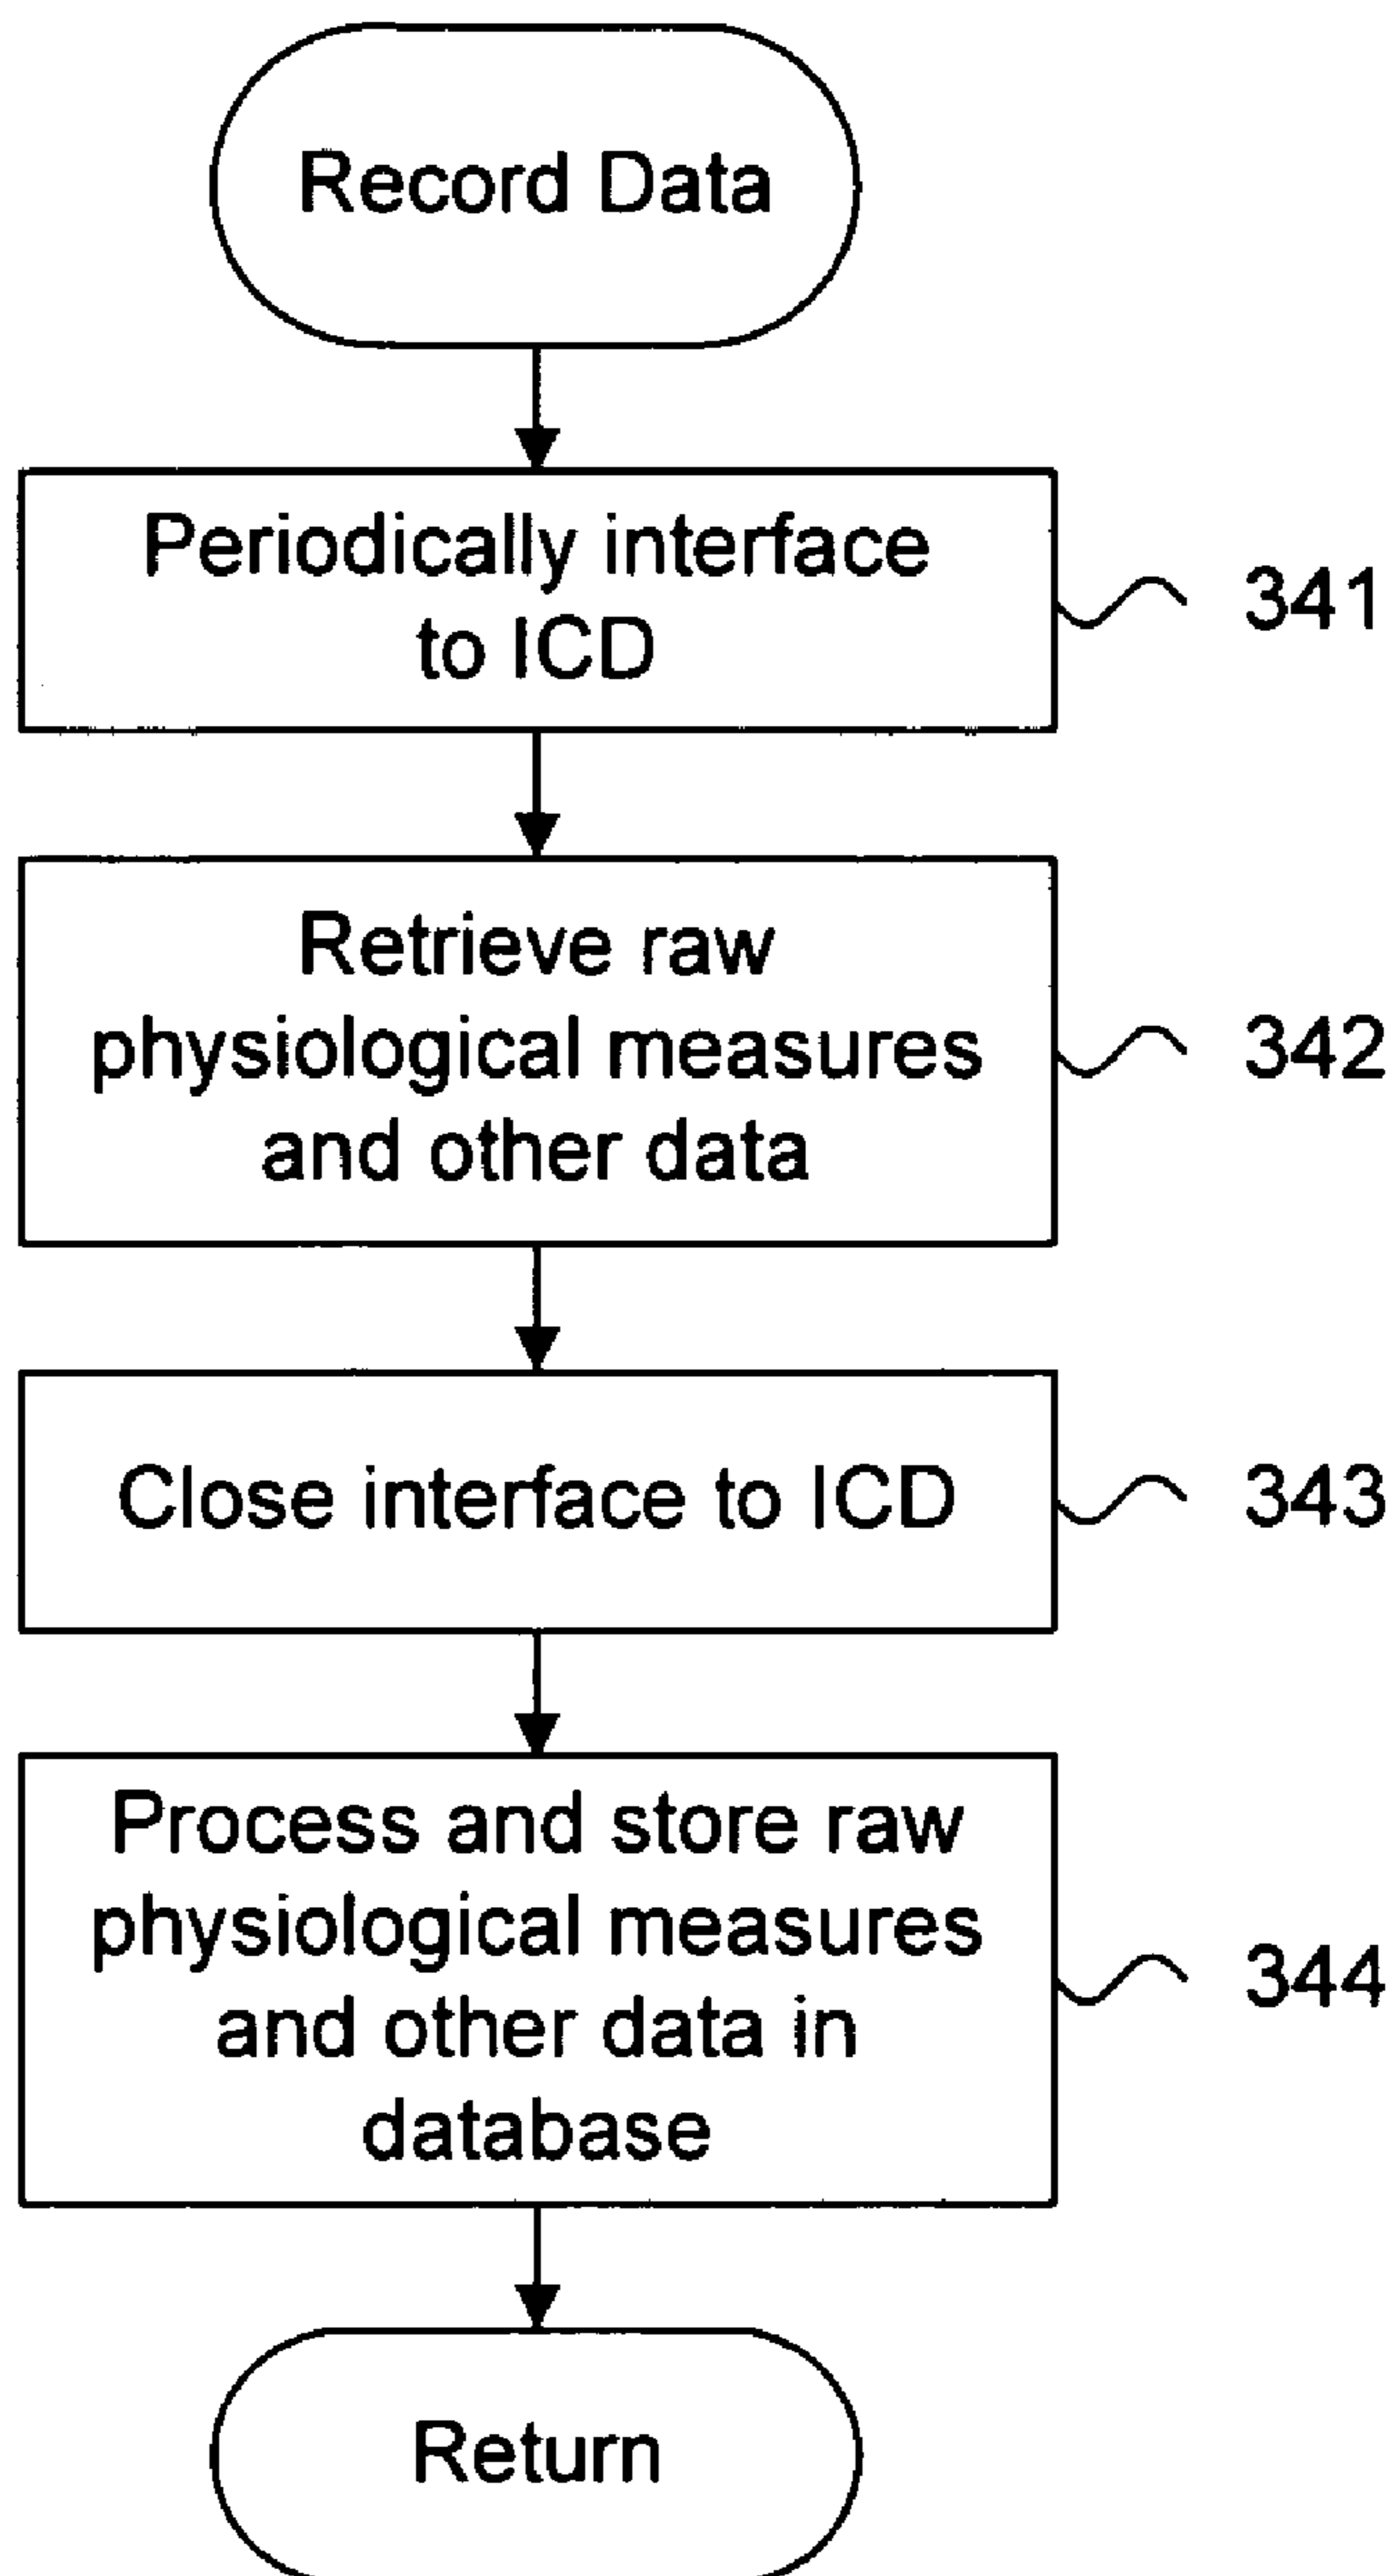 Record Data
Periodically interface
to ICD
341
Retrieve raw
physiological measures
and other data
342
Close interface to ICD
343
Process and store raw
physiological measures
and other data in
database
344
Return